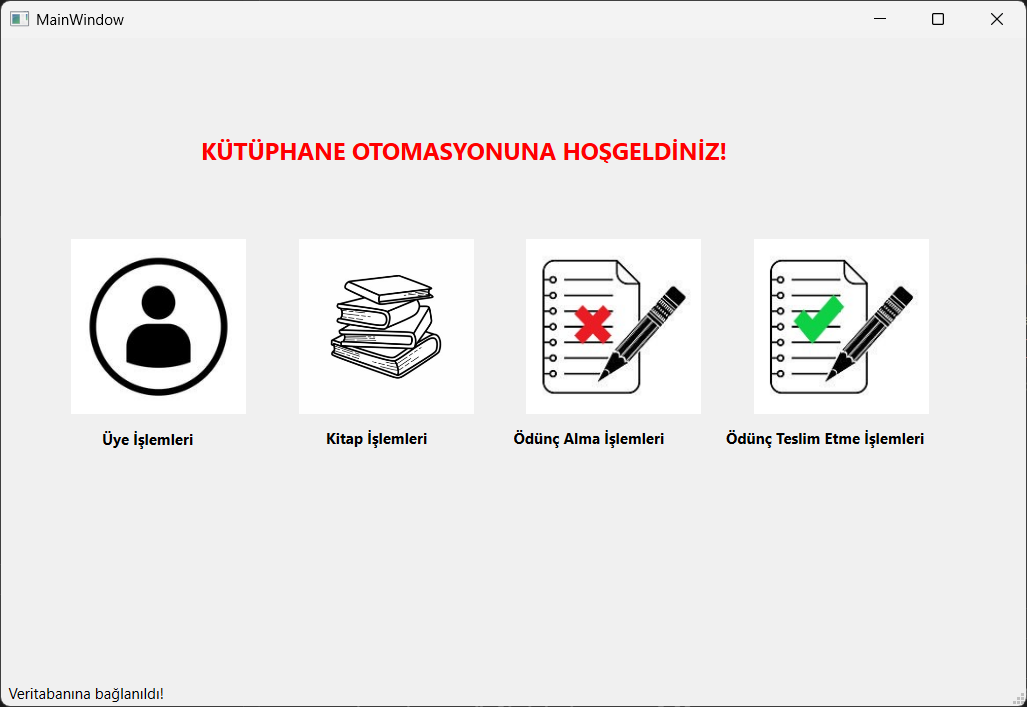 MainWindow
KÜTÜPHANE OTOMASYONUNA HOŞGELDİNİZ!
Üye İşlemleri
Kitap İşlemleri
Ödünç Alma İşlemleri
Ödünç Teslim Etme İşlemleri
Veritabanına bağlanıldı!